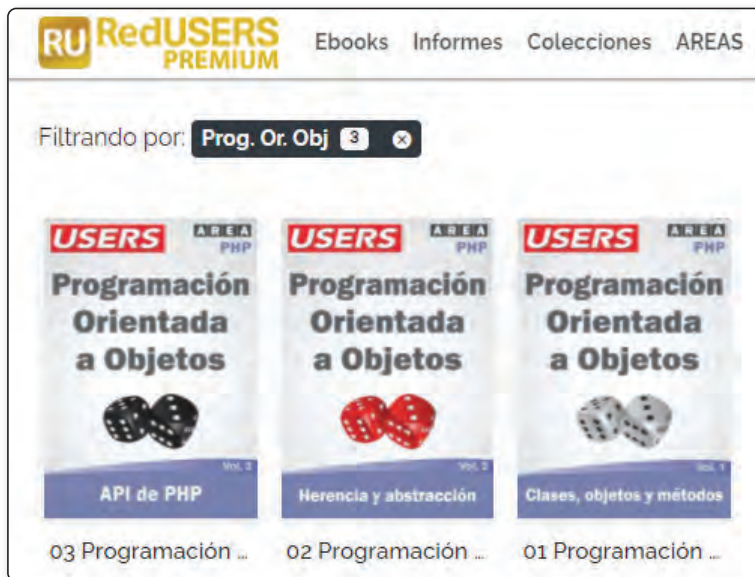 RU RedUSERS PREMIUM Ebooks Informes Colecciones AREAS
Filtrando por: Prog. Or. Obj 3
USERS AREA PHP
Programación
Orientada
a Objetos
Vol. 3
API de PHP
03 Programación ...
USERS AREA PHP
Programación
Orientada
a Objetos
Vol. 2
Herencia y abstracción
02 Programación ...
USERS AREA PHP
Programación
Orientada
a Objetos
Vol. 1
Clases, objetos y métodos
01 Programación ...